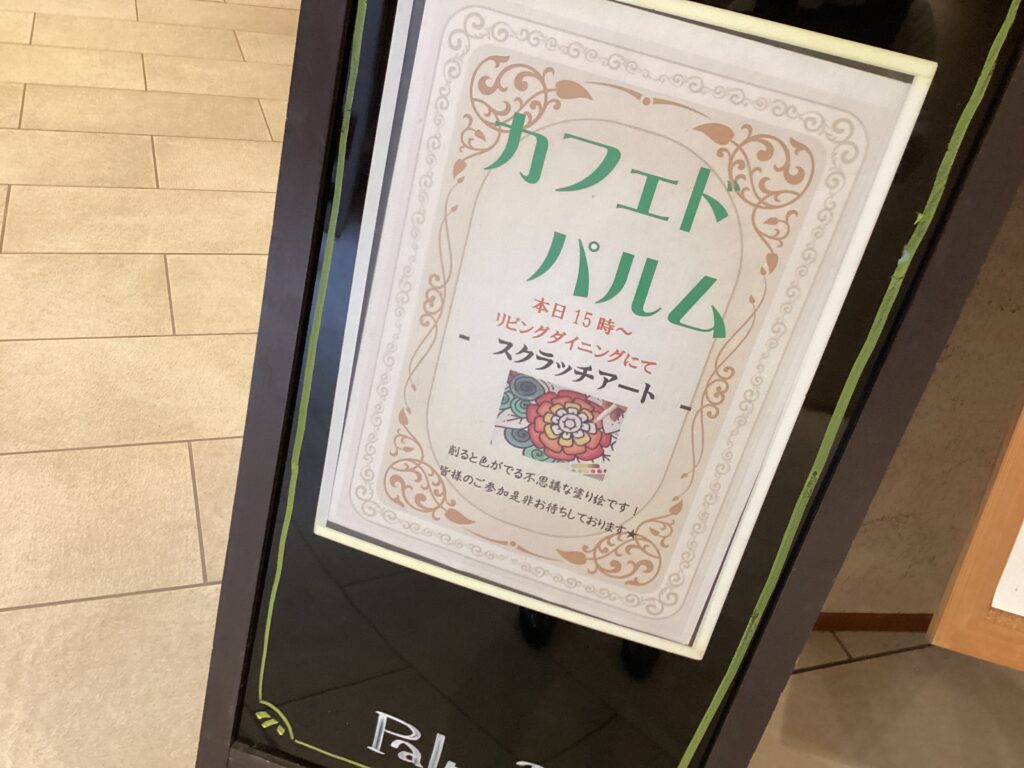 カフェド
パルム
本日15時～
リビングダイニングにて
- スクラッチアート -
削ると色がでる不思議な塗り絵です！
皆様のご参加是非お待ちしております★